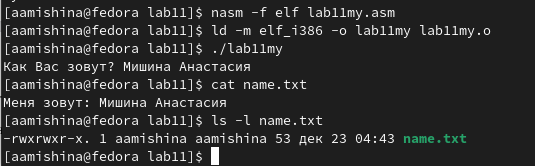 [aamishina@fedora lab11]$ nasm -f elf lab11my.asm
[aamishina@fedora lab11]$ ld -m elf_i386 -o lab11my lab11my.o
[aamishina@fedora lab11]$ ./lab11my
Как Вас зовут? Мишина Анастасия
[aamishina@fedora lab11]$ cat name.txt
Меня зовут: Мишина Анастасия
[aamishina@fedora lab11]$ ls -l name.txt
-rwxrwxr-x. 1 aamishina aamishina 53 дек 23 04:43 name.txt
[aamishina@fedora lab11]$